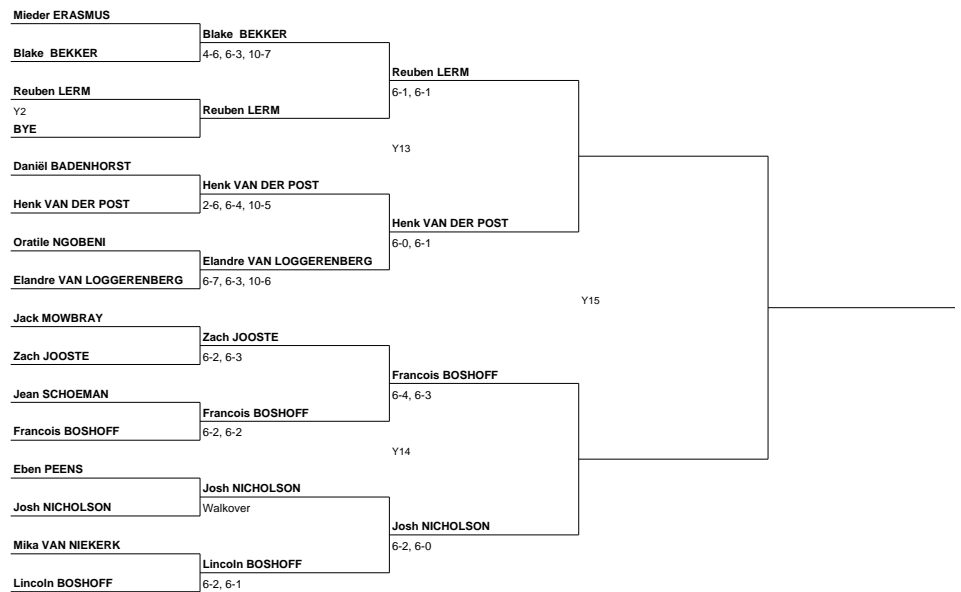 Mieder ERASMUS
Blake  BEKKER
Blake  BEKKER
4-6, 6-3, 10-7
Reuben LERM
6-1, 6-1
Reuben LERM
Y2
BYE
Reuben LERM
Y13
Daniël BADENHORST
Henk VAN DER POST
Henk VAN DER POST
2-6, 6-4, 10-5
Henk VAN DER POST
6-0, 6-1
Oratile NGOBENI
Elandre VAN LOGGERENBERG
Elandre VAN LOGGERENBERG
6-7, 6-3, 10-6
Y15
Jack MOWBRAY
Zach JOOSTE
Zach JOOSTE
6-2, 6-3
Francois BOSHOFF
6-4, 6-3
Jean SCHOEMAN
Francois BOSHOFF
Francois BOSHOFF
6-2, 6-2
Y14
Eben PEENS
Josh NICHOLSON
Josh NICHOLSON
Walkover
Josh NICHOLSON
6-2, 6-0
Mika VAN NIEKERK
Lincoln BOSHOFF
Lincoln BOSHOFF
6-2, 6-1